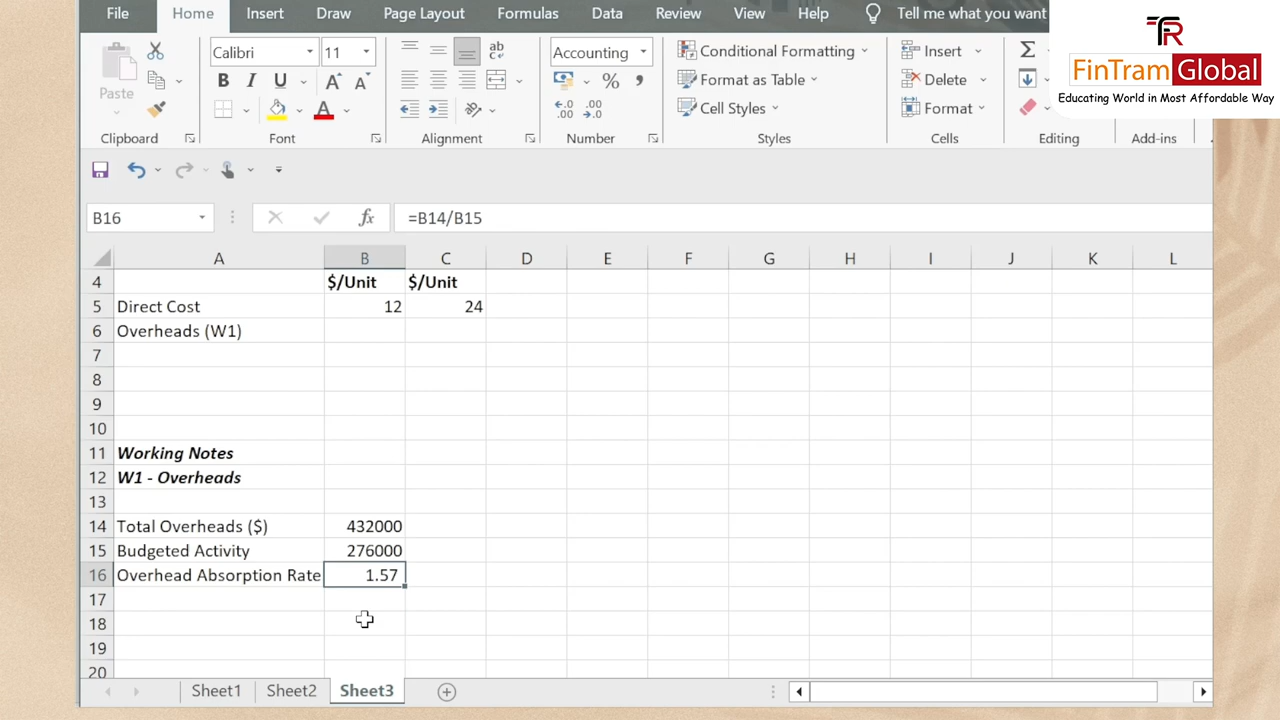 File Home Insert Draw Page Layout Formulas Data Review View Help Tell me what you want
TR
FinTram Global
Educating World in Most Affordable Way
Paste
Calibri 11
B I U A A
ab
Accounting
% ,
Conditional Formatting
Format as Table
Cell Styles
Insert
Delete
Format
Clipboard Font Alignment Number Styles Cells Editing Add-ins
B16 fx =B14/B15
A B C D E F G H I J K L
4 $/Unit $/Unit
5 Direct Cost 12 24
6 Overheads (W1)
7
8
9
10
11 Working Notes
12 W1 - Overheads
13
14 Total Overheads ($) 432000
15 Budgeted Activity 276000
16 Overhead Absorption Rate 1.57
17
18
19
20
Sheet1 Sheet2 Sheet3